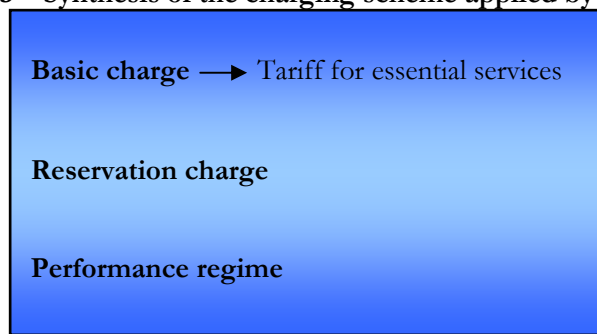 Synthesis of the charging scheme applied by
Basic charge → Tariff for essential services
Reservation charge
Performance regime